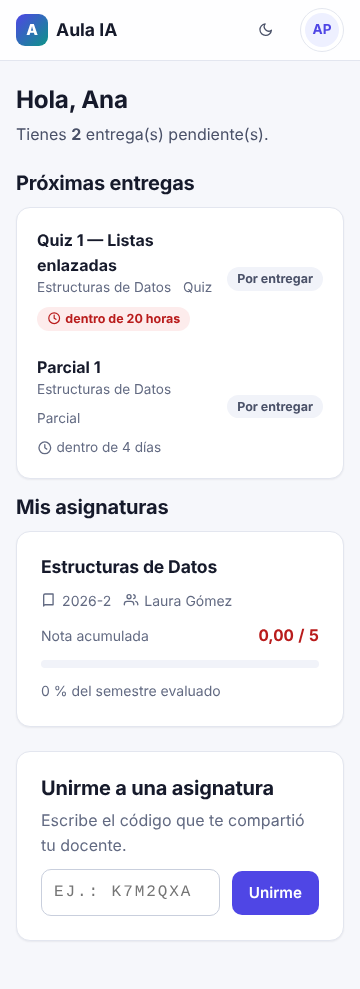 A Aula IA AP
Hola, Ana
Tienes 2 entrega(s) pendiente(s).
Próximas entregas
Quiz 1 — Listas
enlazadas
Estructuras de Datos Quiz
Por entregar
dentro de 20 horas
Parcial 1
Estructuras de Datos
Por entregar
Parcial
dentro de 4 días
Mis asignaturas
Estructuras de Datos
2026-2 Laura Gómez
Nota acumulada 0,00 / 5
0 % del semestre evaluado
Unirme a una asignatura
Escribe el código que te compartió
tu docente.
EJ.: K7M2QXA Unirme